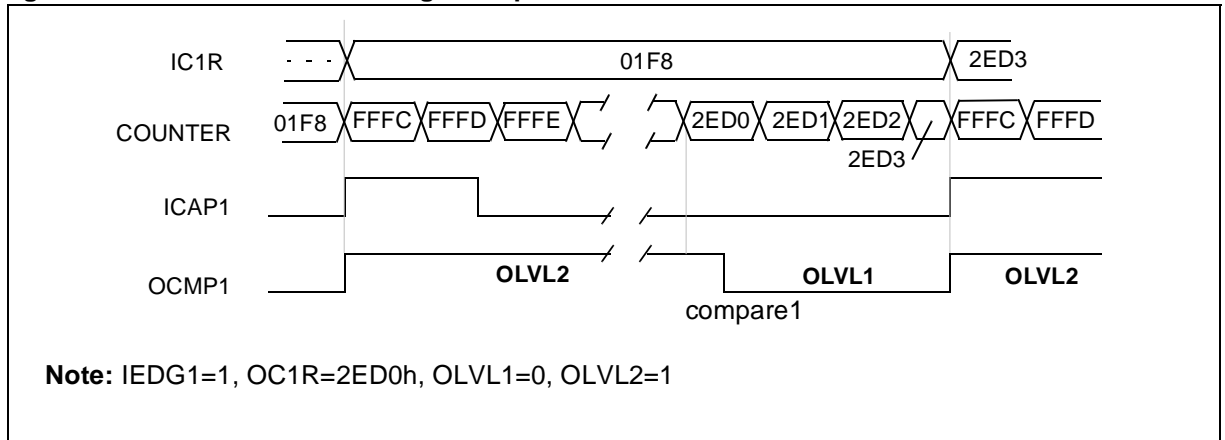 IC1R - - - 01F8 2ED3
COUNTER 01F8 FFFC FFFD FFFE 2ED0 2ED1 2ED2 FFFC FFFD
2ED3
ICAP1
OCMP1 OLVL2 OLVL1 OLVL2
compare1
Note: IEDG1=1, OC1R=2ED0h, OLVL1=0, OLVL2=1